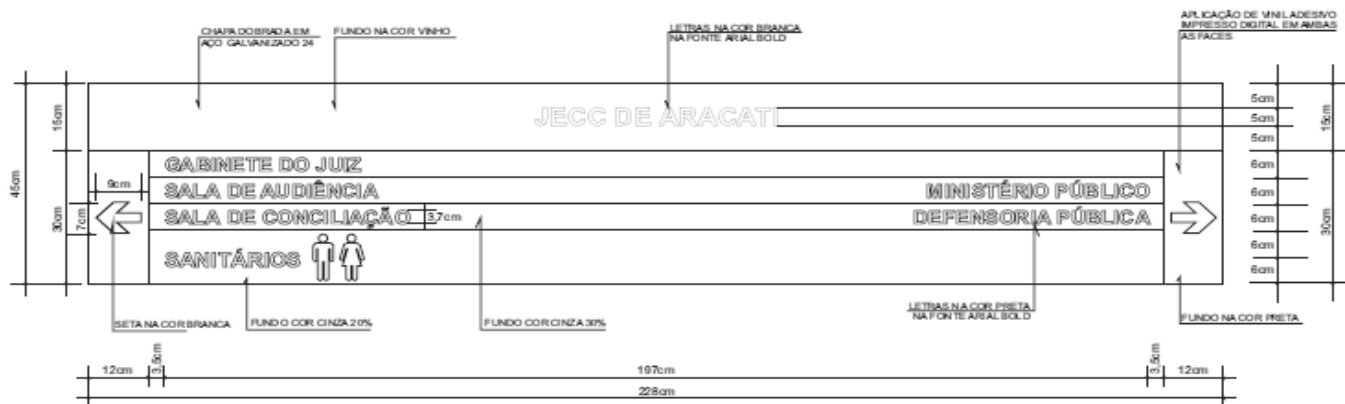 CHAPA DOBRADA EM
AÇO GALVANIZADO 24
FUNDO NA COR VINHO
LETRAS NA COR BRANCA
NA FONTE ARIAL BOLD
APLICAÇÃO DE VINIL ADESIVO
IMPRESSO DIGITAL EM AMBAS
AS FACES
JECC DE ARACATI
45cm
15cm
30cm
9cm
7cm
GABINETE DO JUIZ
SALA DE AUDIÊNCIA
SALA DE CONCILIAÇÃO
3,7cm
SANITÁRIOS
MINISTÉRIO PÚBLICO
DEFENSORIA PÚBLICA
5cm
5cm
5cm
15cm
6cm
6cm
6cm
6cm
6cm
30cm
SETA NA COR BRANCA
FUNDO COR CINZA 20%
FUNDO COR CINZA 30%
LETRAS NA COR PRETA
NA FONTE ARIAL BOLD
FUNDO NA COR PRETA
12cm
3,5cm
197cm
3,5cm
12cm
228cm